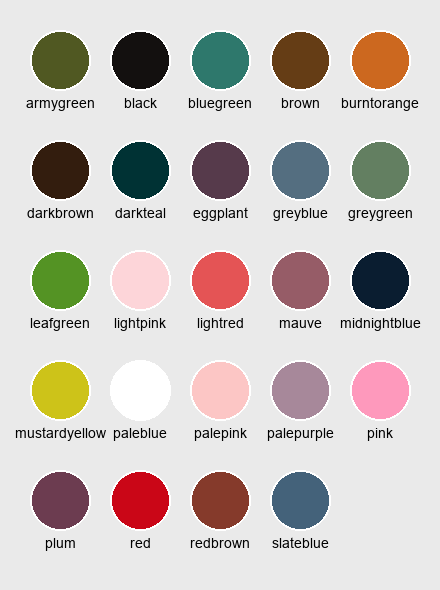 armygreen black bluegreen brown burntorange
darkbrown darkteal eggplant greyblue greygreen
leafgreen lightpink lightred mauve midnightblue
mustardyellow paleblue palepink palepurple pink
plum red redbrown slateblue